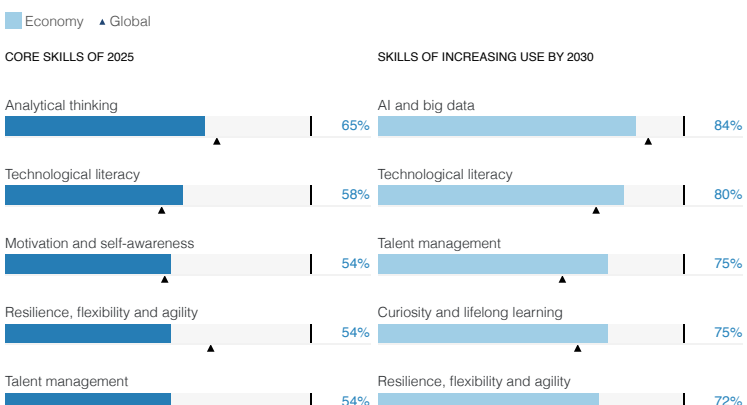 Economy ▲ Global
CORE SKILLS OF 2025
Analytical thinking
65%
Technological literacy
58%
Motivation and self-awareness
54%
Resilience, flexibility and agility
54%
Talent management
54%
SKILLS OF INCREASING USE BY 2030
AI and big data
84%
Technological literacy
80%
Talent management
75%
Curiosity and lifelong learning
75%
Resilience, flexibility and agility
72%